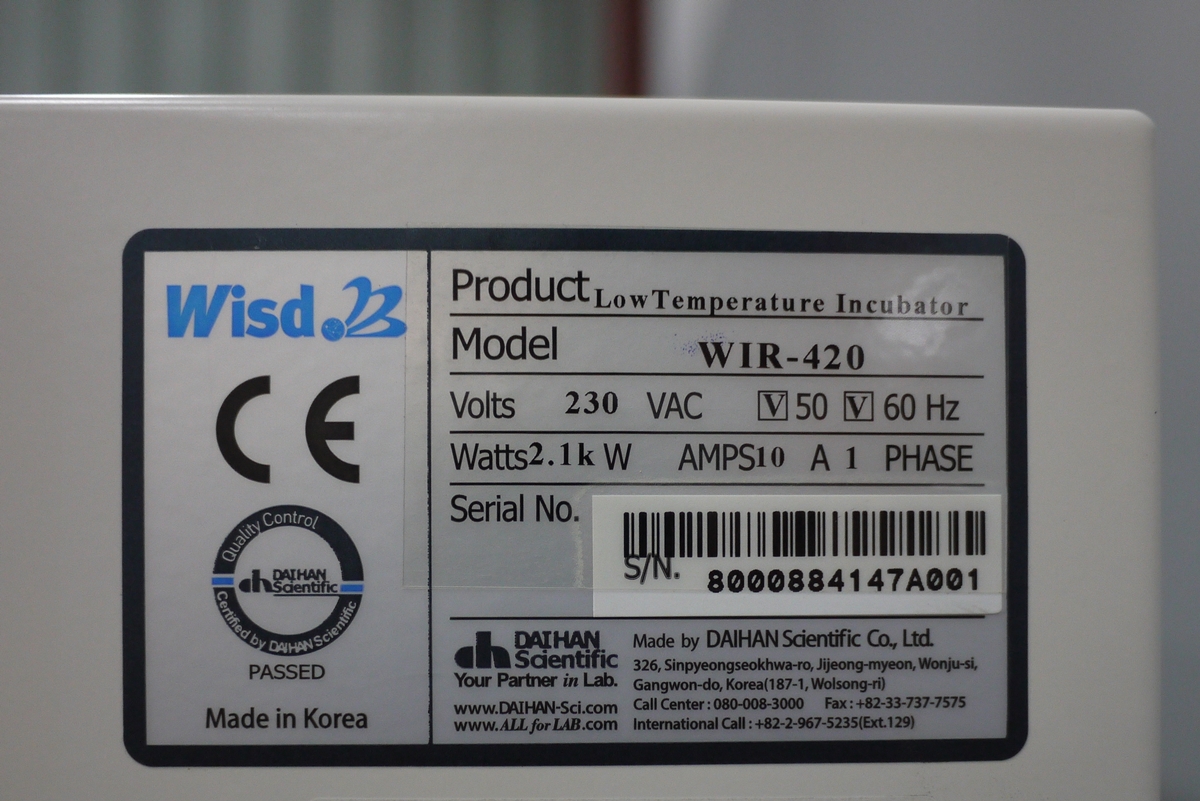 Wisd.
CE
Quality Control
DAIHAN
Scientific
Certified by DAIHAN Scientific
PASSED
Made in Korea
Product Low Temperature Incubator
Model WIR-420
Volts 230 VAC V 50 V 60 Hz
Watts 2.1k W AMPS 10 A 1 PHASE
Serial No.
S/N. 8000884147A001
dh DAIHAN
Scientific
Your Partner in Lab.
www.DAIHAN-Sci.com
www.ALL for LAB.com
Made by DAIHAN Scientific Co., Ltd.
326, Sinpyeongseokhwa-ro, Jijeong-myeon, Wonju-si,
Gangwon-do, Korea(187-1, Wolsong-ri)
Call Center : 080-008-3000 Fax : +82-33-737-7575
International Call : +82-2-967-5235(Ext.129)